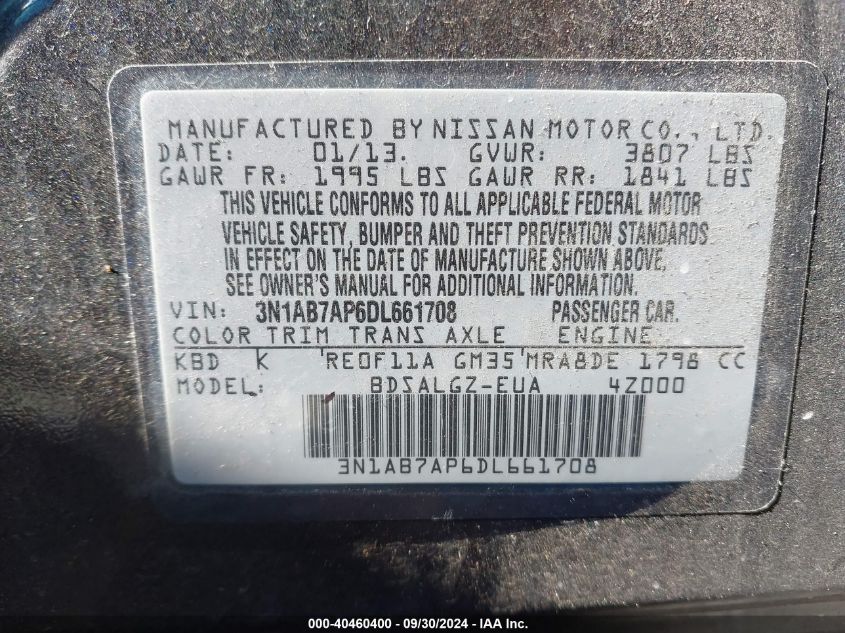 MANUFACTURED BY NISSAN MOTOR CO., LTD.
DATE: 01/13. GVWR: 3807 LBS
GAWR FR: 1995 LBS GAWR RR: 1841 LBS
THIS VEHICLE CONFORMS TO ALL APPLICABLE FEDERAL MOTOR
VEHICLE SAFETY, BUMPER AND THEFT PREVENTION STANDARDS
IN EFFECT ON THE DATE OF MANUFACTURE SHOWN ABOVE.
SEE OWNER'S MANUAL FOR ADDITIONAL INFORMATION.
VIN: 3N1AB7AP6DL661708 PASSENGER CAR.
COLOR TRIM TRANS AXLE ENGINE
KBD K 'RE0F11A GM35'MRA8DE 1798 CC
MODEL: BDSALGZ-EUA 4Z000
3N1AB7AP6DL661708
000-40460400 - 09/30/2024 - IAA Inc.